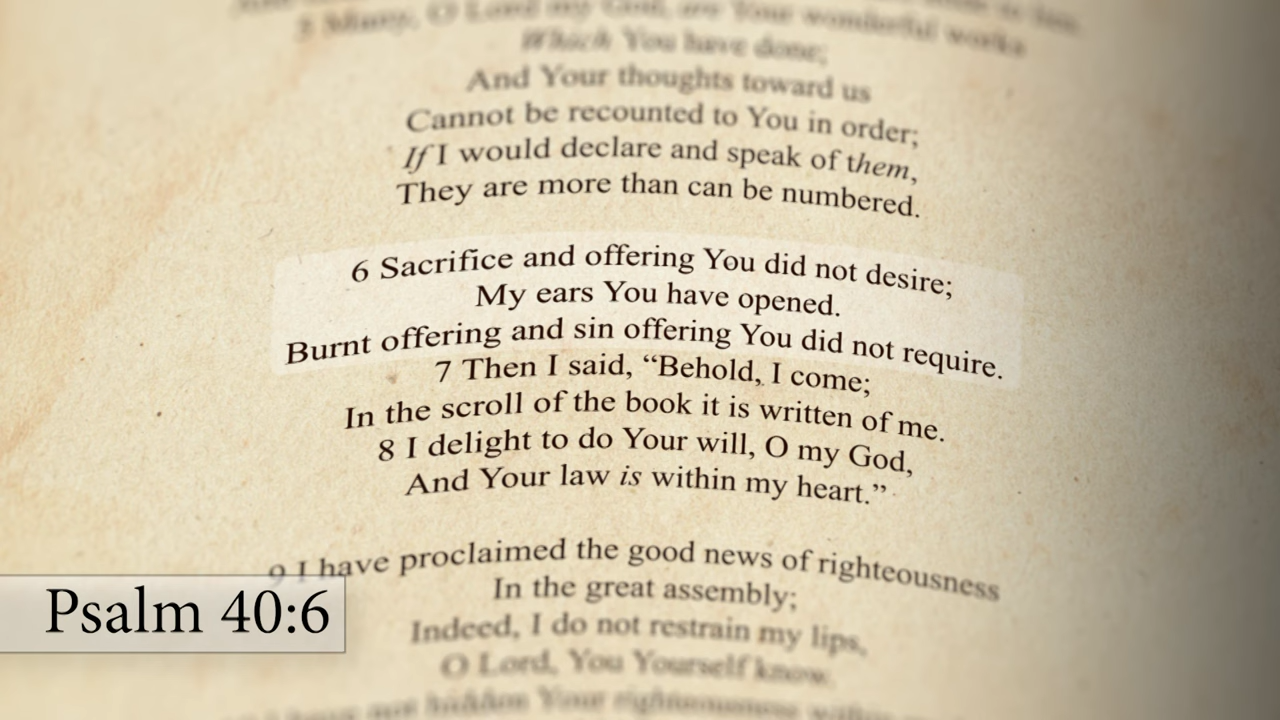 5 Many, O Lord my God, are Your wonderful works
Which You have done;
And Your thoughts toward us
Cannot be recounted to You in order;
If I would declare and speak of them,
They are more than can be numbered.
6 Sacrifice and offering You did not desire;
My ears You have opened.
Burnt offering and sin offering You did not require.
7 Then I said, “Behold, I come;
In the scroll of the book it is written of me.
8 I delight to do Your will, O my God,
And Your law is within my heart.”
9 I have proclaimed the good news of righteousness
In the great assembly;
Indeed, I do not restrain my lips,
O Lord, You Yourself know.
hidden Your righteousness
Psalm 40:6